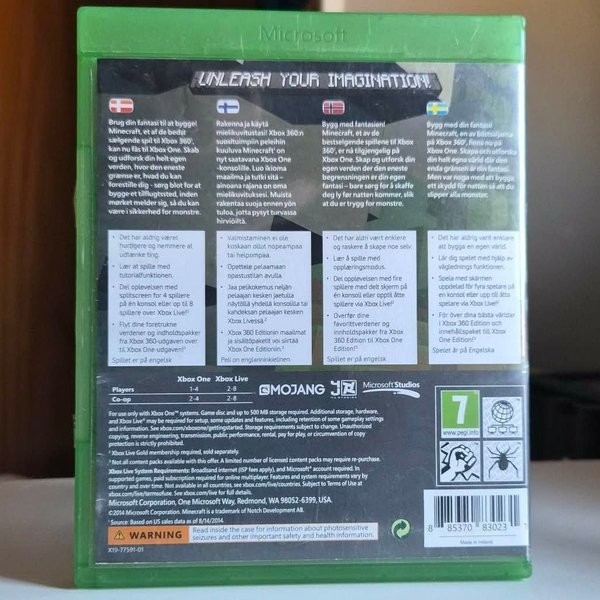 Microsoft
UNLEASH YOUR IMAGINATION!
Brug din fantasi til at bygge!
Minecraft, et af de bedst
sælgende spil til Xbox 360¹,
kan nu fås til Xbox One. Skab
og udforsk din helt egen
verden, hvor den eneste
grænse er, hvad du kan
forestille dig - sørg blot for at
bygge et tilflugtssted, inden
mørket melder sig, så du kan
være i sikkerhed for monstre.
Rakenna ja käytä
mielikuvitustasi! Xbox 360:n
suosituimpiin peleihin
kuuluva Minecraft¹ on
nyt saatavana Xbox One
-konsolille. Luo ikioma
maailma ja tutki sitä –
ainoana rajana on oma
mielikuvituksesi. Muista
rakentaa suoja ennen yön
tuloa, jotta pysyt turvassa
hirviöiltä.
Bygg med fantasien!
Minecraft, et av de
bestselgende spillene til Xbox
360¹, er nå tilgjengelig på
Xbox One. Skap og utforsk din
egen verden der den eneste
begrensningen er din egen
fantasi – bare sørg for å skaffe
deg ly før natten kommer, slik
at du er trygg for monstre.
Bygg med din fantasi!
Minecraft, en av bästsäljarna
på Xbox 360¹, finns nu på
Xbox One. Skapa och utforska
din helt egna värld där den
enda gränsen är din fantasi.
Men var noga med att bygga
ett skydd för natten så att du
slipper alla monster.
• Det har aldrig været
hurtigere og nemmere at
udtænke ting.
• Lær at spille med
tutorialfunktionen.
• Del oplevelsen med
splitscreen for 4 spillere
på én konsol eller op til 8
spillere over Xbox Live!²
• Flyt dine foretrukne
verdener og indholdspakker
fra Xbox 360-udgaven over
til Xbox One-udgaven!³
Spillet er på engelsk
• Valmistaminen ei ole
koskaan ollut nopeampaa
tai helpompaa.
• Opettele pelaamaan
opastustilan avulla.
• Jaa pelikokemus neljän
pelaajan kesken jaetulla
näytöllä yhdellä konsolilla tai
kahdeksan pelaajan kesken
Xbox Livessä²
• Xbox 360 Editionin maailmat
ja sisältöpaketit voi siirtää
Xbox One Editioniin.³
Peli on englanninkielinen
• Det har aldri vært enklere
og raskere å skape noe selv.
• Lær å spille med
opplæringsmodus.
• Del opplevelsen med fire
spillere med delt skjerm på
én konsoll eller opptil åtte
spillere via Xbox Live!²
• Overfør dine
favorittverdener og
innholdspakker fra Xbox
360 Edition til Xbox
One Edition!³
Spillet er på engelsk
• Det har aldrig varit enklare
att bygga en egen värld.
• Lär dig spelet med hjälp av
väglednings funktionen.
• Spela med skärmen
uppdelad för fyra spelare på
en konsol eller upp till åtta
spelare via Xbox Live!²
• För över dina bästa världar
i Xbox 360 Edition och
innehållspaket till Xbox One
Edition!³
Spelet är på Engelska
Xbox One Xbox Live
Players 1-4 2-8
Co-op 2-4 2-8
MOJANG
4J STUDIOS
Microsoft Studios
For use only with Xbox One™ systems. Game disc and up to 500 MB storage required. Additional storage, hardware,
and Xbox Live² may be required for setup, some updates and features, including retention of some gameplay settings
and information. See xbox.com/xboxone/gettingstarted. Storage requirements subject to change. Unauthorized
copying, reverse engineering, transmission, public performance, rental, pay for play, or circumvention of copy
protection is strictly prohibited.
² Xbox Live Gold membership required, sold separately.
³ Not all content packs available with this offer. A limited number of licensed content packs may require re-purchase.
Xbox Live System Requirements: Broadband internet (ISP fees apply), and Microsoft® account required. In
supported games, paid subscription required for online multiplayer. Features and system requirements vary by
country and over time. Not available in all countries. see xbox.com/live/countries. Subject to Terms of Use at
xbox.com/live/termsofuse. See xbox.com/live for full details.
Microsoft Corporation, One Microsoft Way, Redmond, WA 98052-6399, USA.
©2014 Microsoft Corporation. Minecraft is a trademark of Notch Development AB.
¹ Source: Based on US sales data as of 8/14/2014.
WARNING
Read inside the case for information about photosensitive
seizures and other important safety and health information.
X19-77591-01
7
www.pegi.info
8 85370 83023 1
Made in Ireland